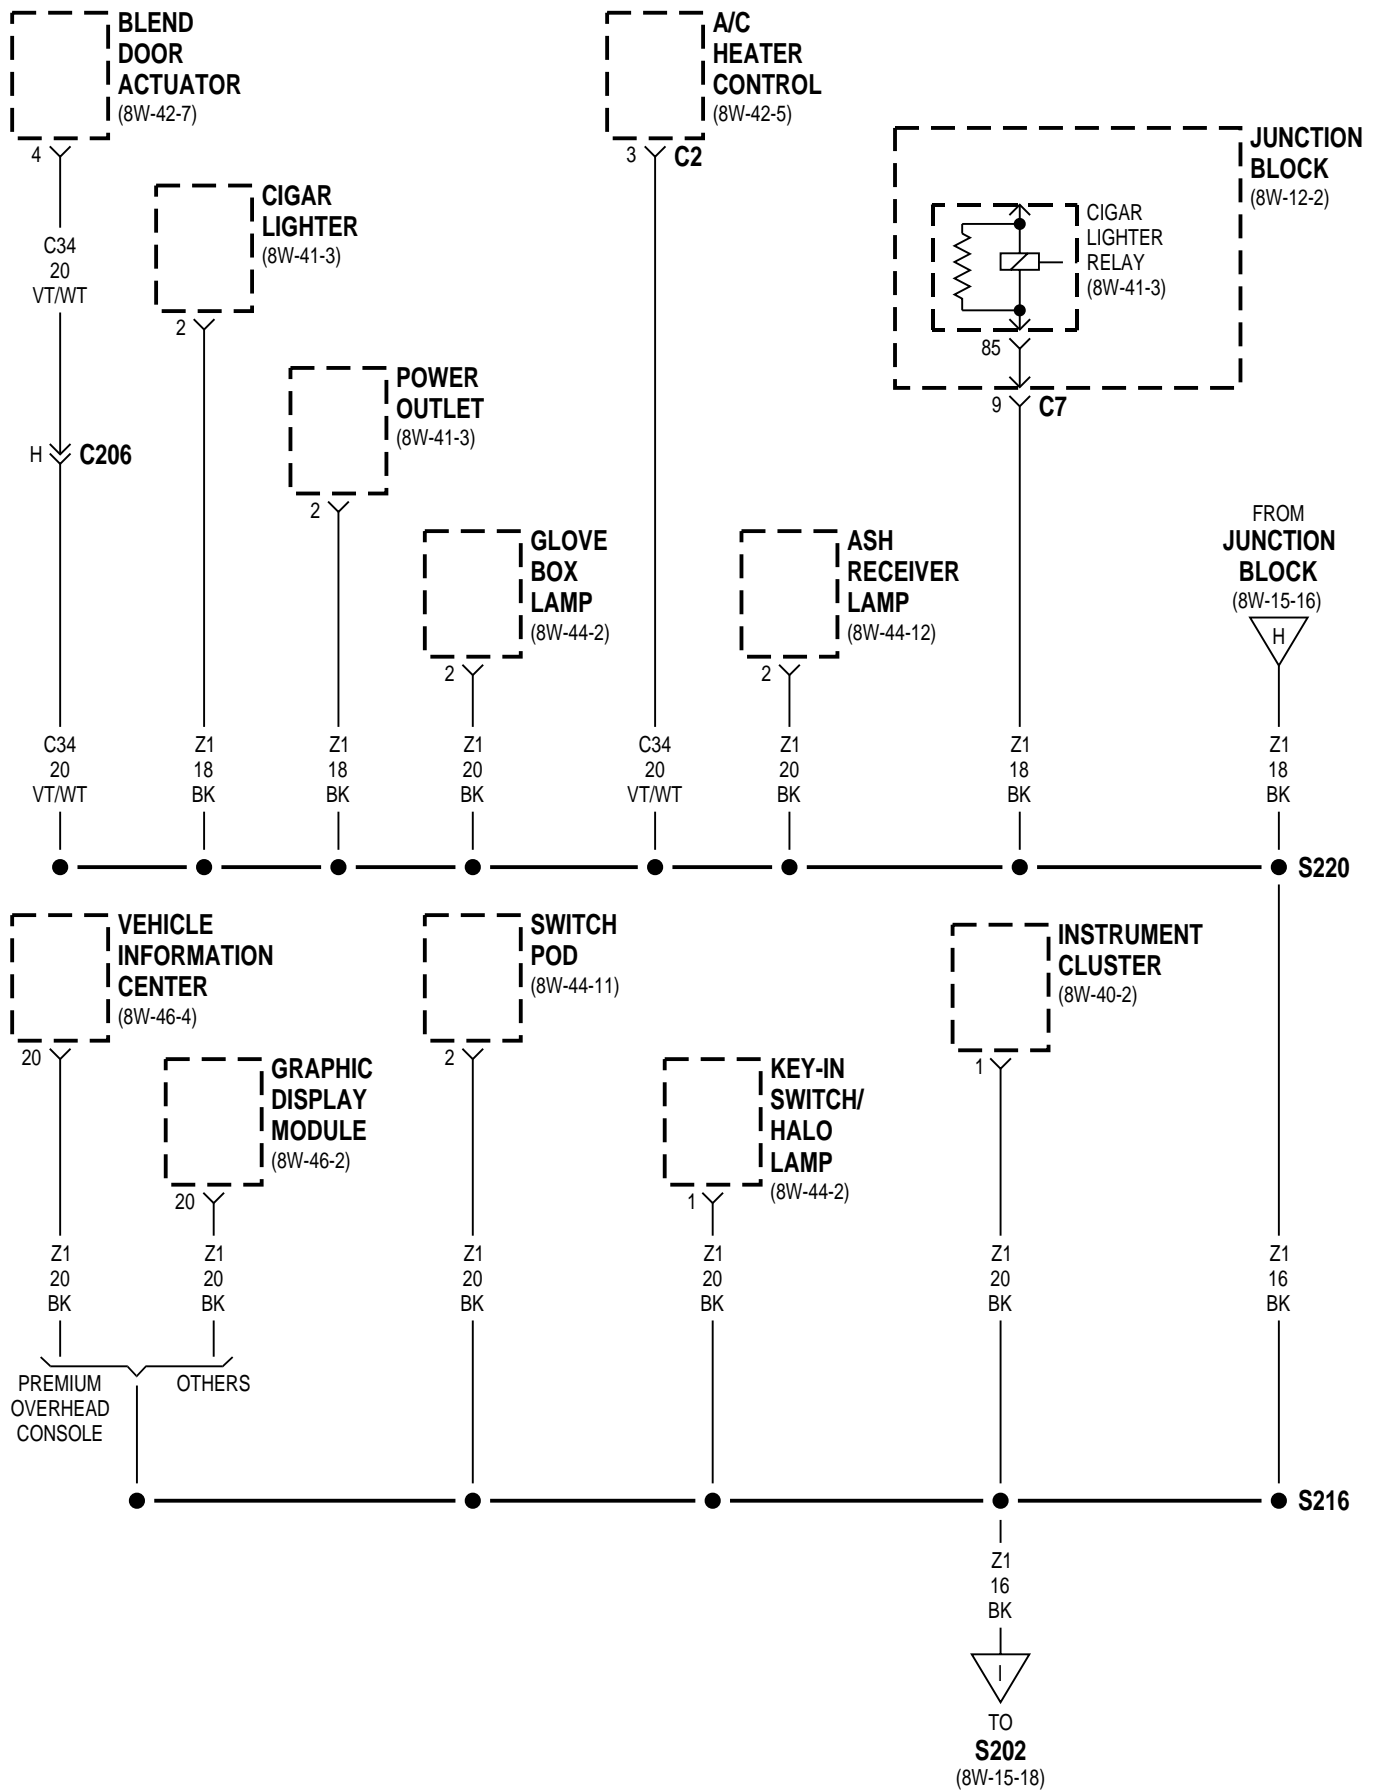 BLEND
DOOR
ACTUATOR
(8W-42-7)
4
C34
20
VT/WT
H
C206
CIGAR
LIGHTER
(8W-41-3)
2
POWER
OUTLET
(8W-41-3)
2
GLOVE
BOX
LAMP
(8W-44-2)
2
A/C
HEATER
CONTROL
(8W-42-5)
3
C2
ASH
RECEIVER
LAMP
(8W-44-12)
2
JUNCTION
BLOCK
(8W-12-2)
CIGAR
LIGHTER
RELAY
(8W-41-3)
85
9
C7
FROM
JUNCTION
BLOCK
(8W-15-16)
H
C34
20
VT/WT
Z1
18
BK
Z1
18
BK
Z1
20
BK
C34
20
VT/WT
Z1
20
BK
Z1
18
BK
Z1
18
BK
S220
VEHICLE
INFORMATION
CENTER
(8W-46-4)
20
GRAPHIC
DISPLAY
MODULE
(8W-46-2)
20
SWITCH
POD
(8W-44-11)
2
KEY-IN
SWITCH/
HALO
LAMP
(8W-44-2)
1
INSTRUMENT
CLUSTER
(8W-40-2)
1
Z1
20
BK
Z1
20
BK
Z1
20
BK
Z1
20
BK
Z1
20
BK
Z1
16
BK
PREMIUM
OVERHEAD
CONSOLE
OTHERS
S216
Z1
16
BK
I
TO
S202
(8W-15-18)